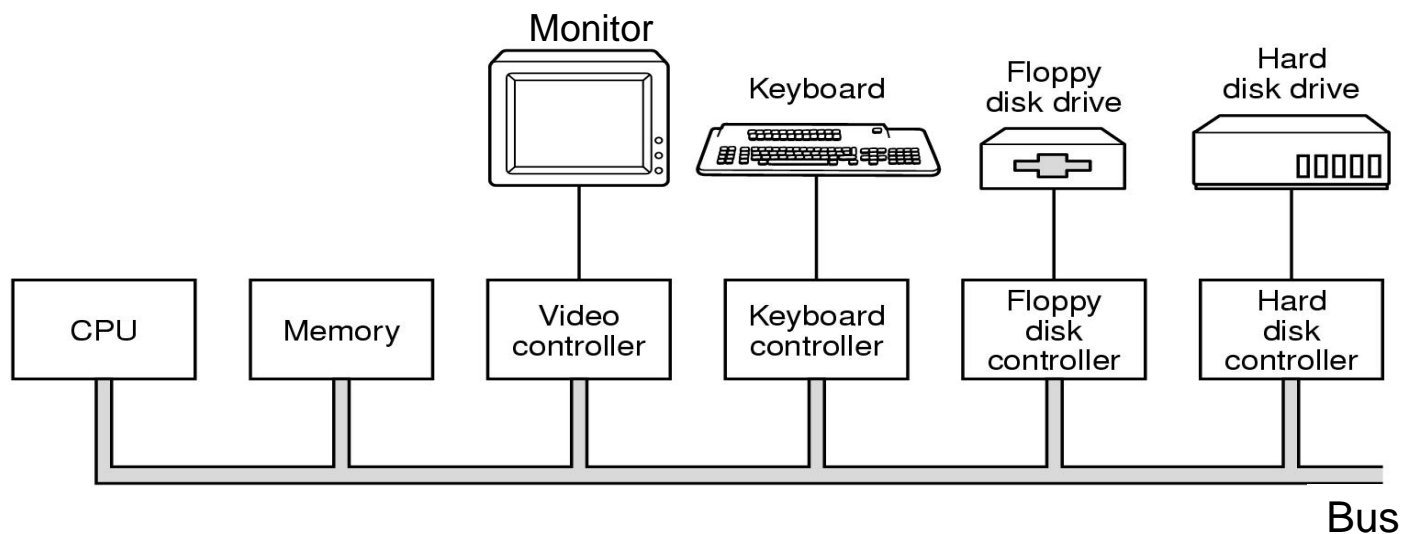 Monitor
Keyboard
Floppy
disk drive
Hard
disk drive
CPU
Memory
Video
controller
Keyboard
controller
Floppy
disk
controller
Hard
disk
controller
Bus